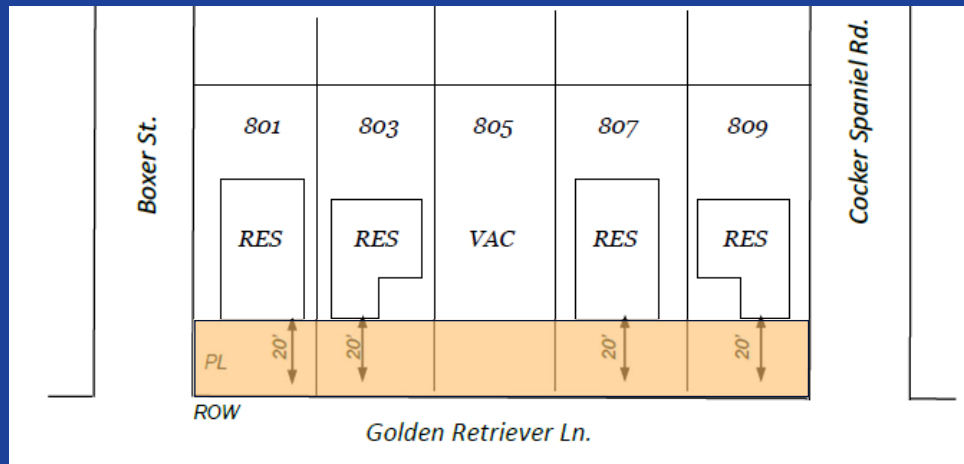 Boxer St.
Cocker Spaniel Rd.
801 803 805 807 809
RES RES VAC RES RES
PL 20' 20' 20' 20'
ROW
Golden Retriever Ln.